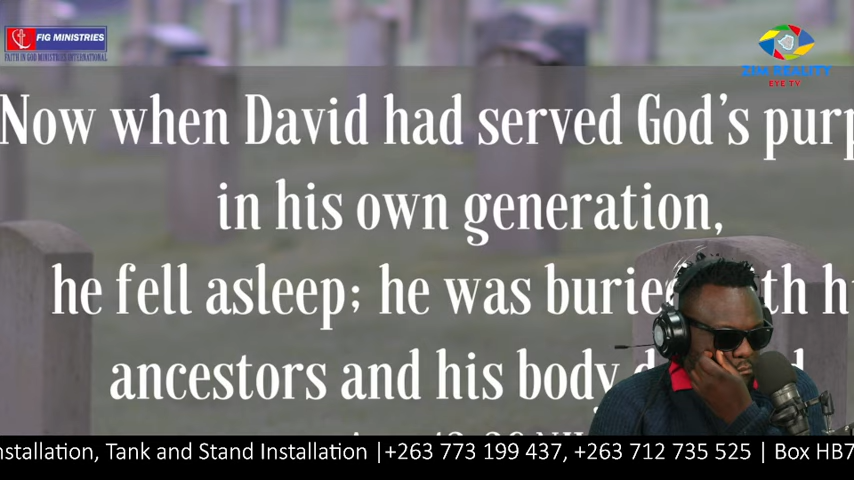 FIG MINISTRIES
FAITH IN GOD MINISTRIES INTERNATIONAL
ZIM REALITY
EYE TV
Now when David had served God's purp
in his own generation,
he fell asleep; he was buried with hi
ancestors and his body
nstallation, Tank and Stand Installation |+263 773 199 437, +263 712 735 525 | Box HB7